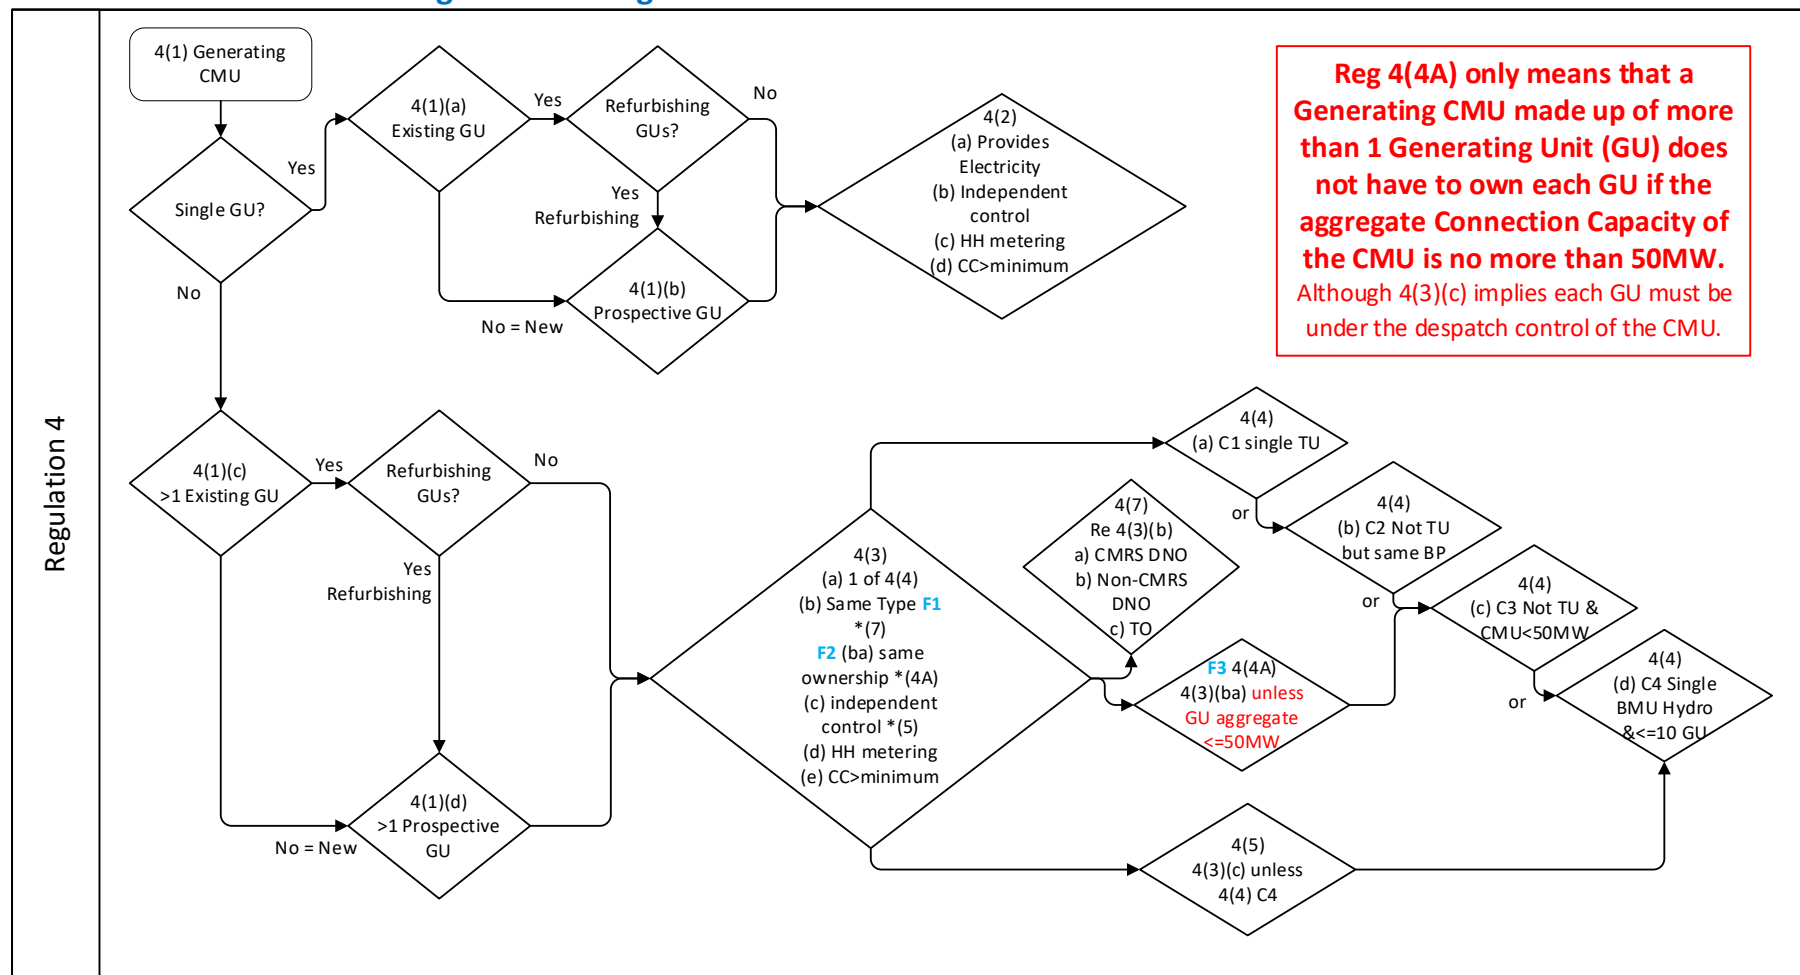 Regulation 4
4(1) Generating
CMU
Single GU?
Yes
No
4(1)(a)
Existing GU
Yes
Refurbishing
GUs?
No
Yes
Refurbishing
4(1)(b)
Prospective GU
No = New
4(2)
(a) Provides
Electricity
(b) Independent
control
(c) HH metering
(d) CC>minimum
Reg 4(4A) only means that a
Generating CMU made up of more
than 1 Generating Unit (GU) does
not have to own each GU if the
aggregate Connection Capacity of
the CMU is no more than 50MW.
Although 4(3)(c) implies each GU must be
under the despatch control of the CMU.
4(1)(c)
>1 Existing GU
Yes
Refurbishing
GUs?
No
Yes
Refurbishing
4(1)(d)
>1 Prospective
GU
No = New
4(3)
(a) 1 of 4(4)
(b) Same Type F1
*(7)
F2 (ba) same
ownership *(4A)
(c) independent
control *(5)
(d) HH metering
(e) CC>minimum
4(7)
Re 4(3)(b)
a) CMRS DNO
b) Non-CMRS
DNO
c) TO
F3 4(4A)
4(3)(ba) unless
GU aggregate
<=50MW
4(4)
(a) C1 single TU
or
4(4)
(b) C2 Not TU
but same BP
or
4(4)
(c) C3 Not TU &
CMU<50MW
or
4(4)
(d) C4 Single
BMU Hydro
&<=10 GU
4(5)
4(3)(c) unless
4(4) C4